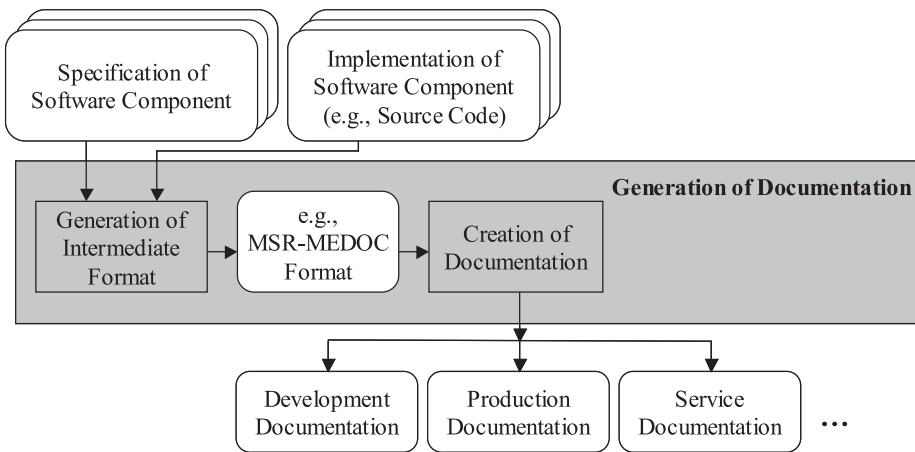 Specification of
Software Component
Implementation of
Software Component
(e.g., Source Code)
Generation of Documentation
Generation of
Intermediate
Format
e.g.,
MSR-MEDOC
Format
Creation of
Documentation
Development
Documentation
Production
Documentation
Service
Documentation
...